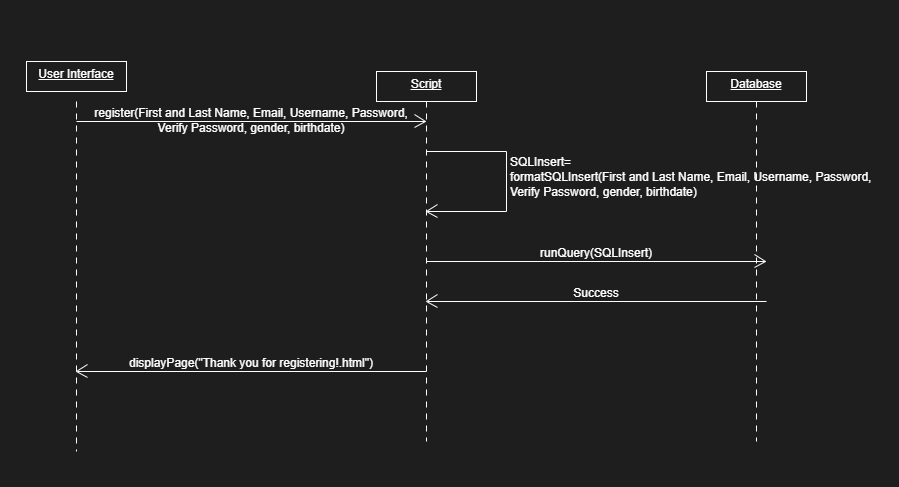 User Interface
Script
Database
register(First and Last Name, Email, Username, Password,
Verify Password, gender, birthdate)
SQLInsert=
formatSQLInsert(First and Last Name, Email, Username, Password,
Verify Password, gender, birthdate)
runQuery(SQLInsert)
Success
displayPage("Thank you for registering!.html")